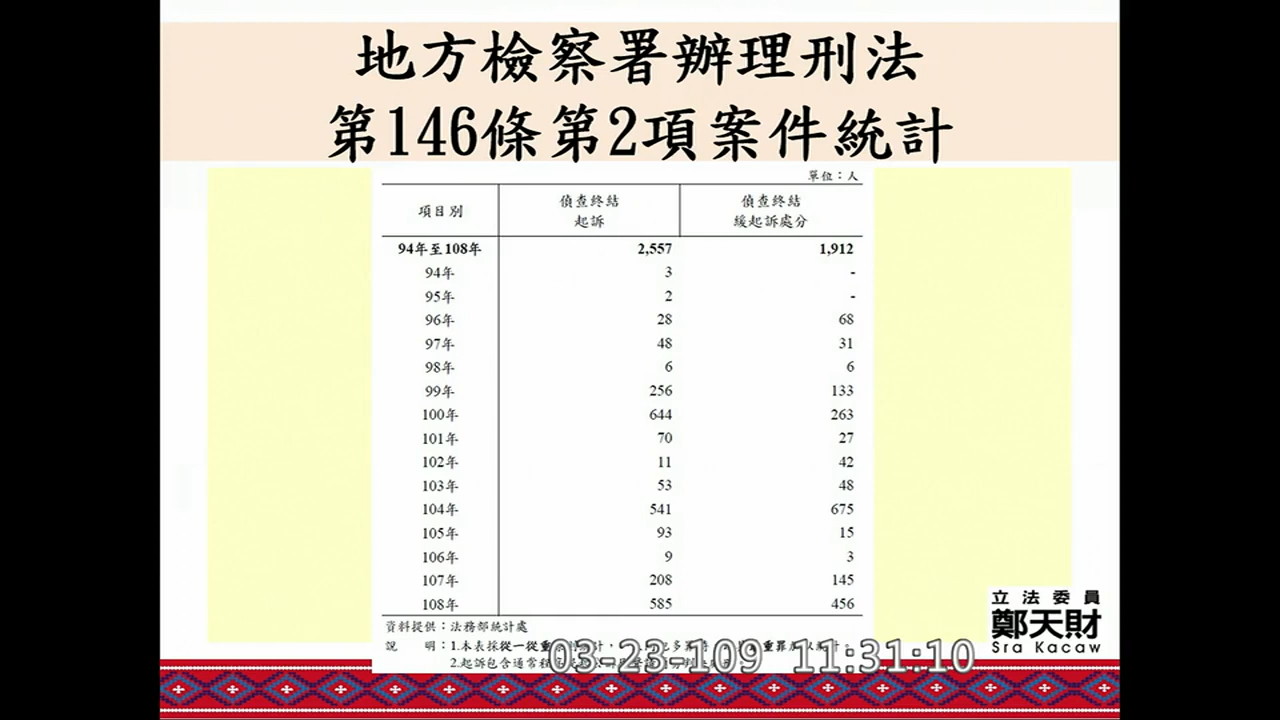 地方檢察署辦理刑法
第146條第2項案件統計
單位：人
項目別 偵查終結起訴 偵查終結緩起訴處分
94年至108年 2,557 1,912
94年 3 -
95年 2 -
96年 28 68
97年 48 31
98年 6 6
99年 256 133
100年 644 263
101年 70 27
102年 11 42
103年 53 48
104年 541 675
105年 93 15
106年 9 3
107年 208 145
108年 585 456
資料提供：法務部統計處
說 明：1.本表採從一從重
2.起訴包含通常程
03-23-109 11:31:10
立法委員
鄭天財
Sra Kacaw